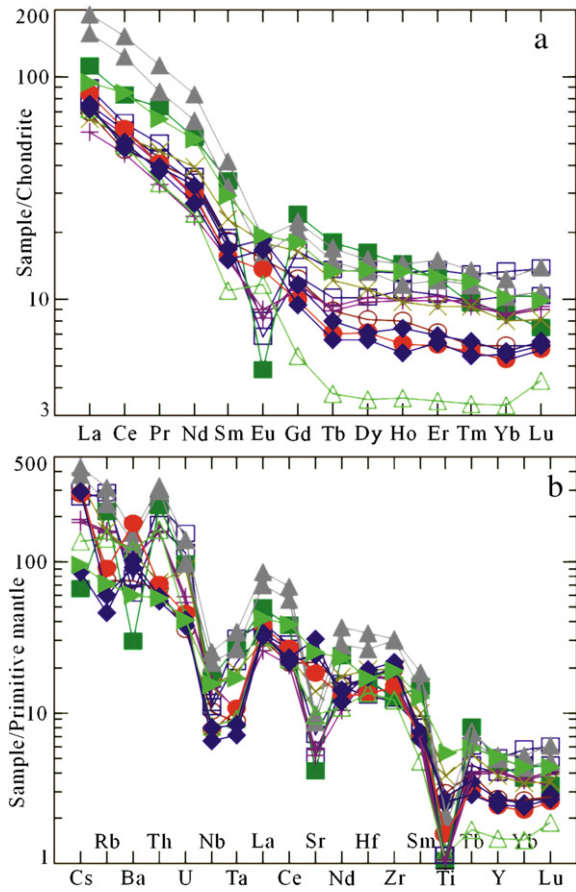 200
a
100
10
3
Sample/Chondrite
La Ce Pr Nd Sm Eu Gd Tb Dy Ho Er Tm Yb Lu
500
b
100
10
1
Sample/Primitive mantle
Rb Th Nb La Sr Hf Sm Tb Yb
Cs Ba U Ta Ce Nd Zr Ti Y Lu